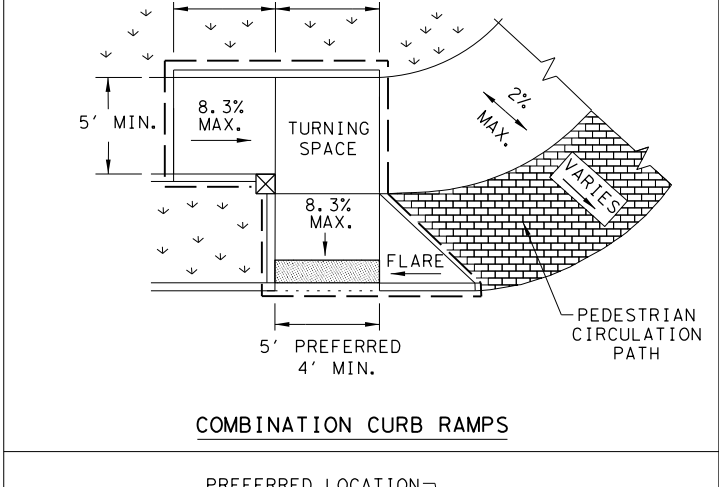 8.3%
MAX.
5' MIN.
TURNING
SPACE
2%
MAX.
VARIES
8.3%
MAX.
FLARE
PEDESTRIAN
CIRCULATION
PATH
5' PREFERRED
4' MIN.
COMBINATION CURB RAMPS
PREFERRED LOCATION